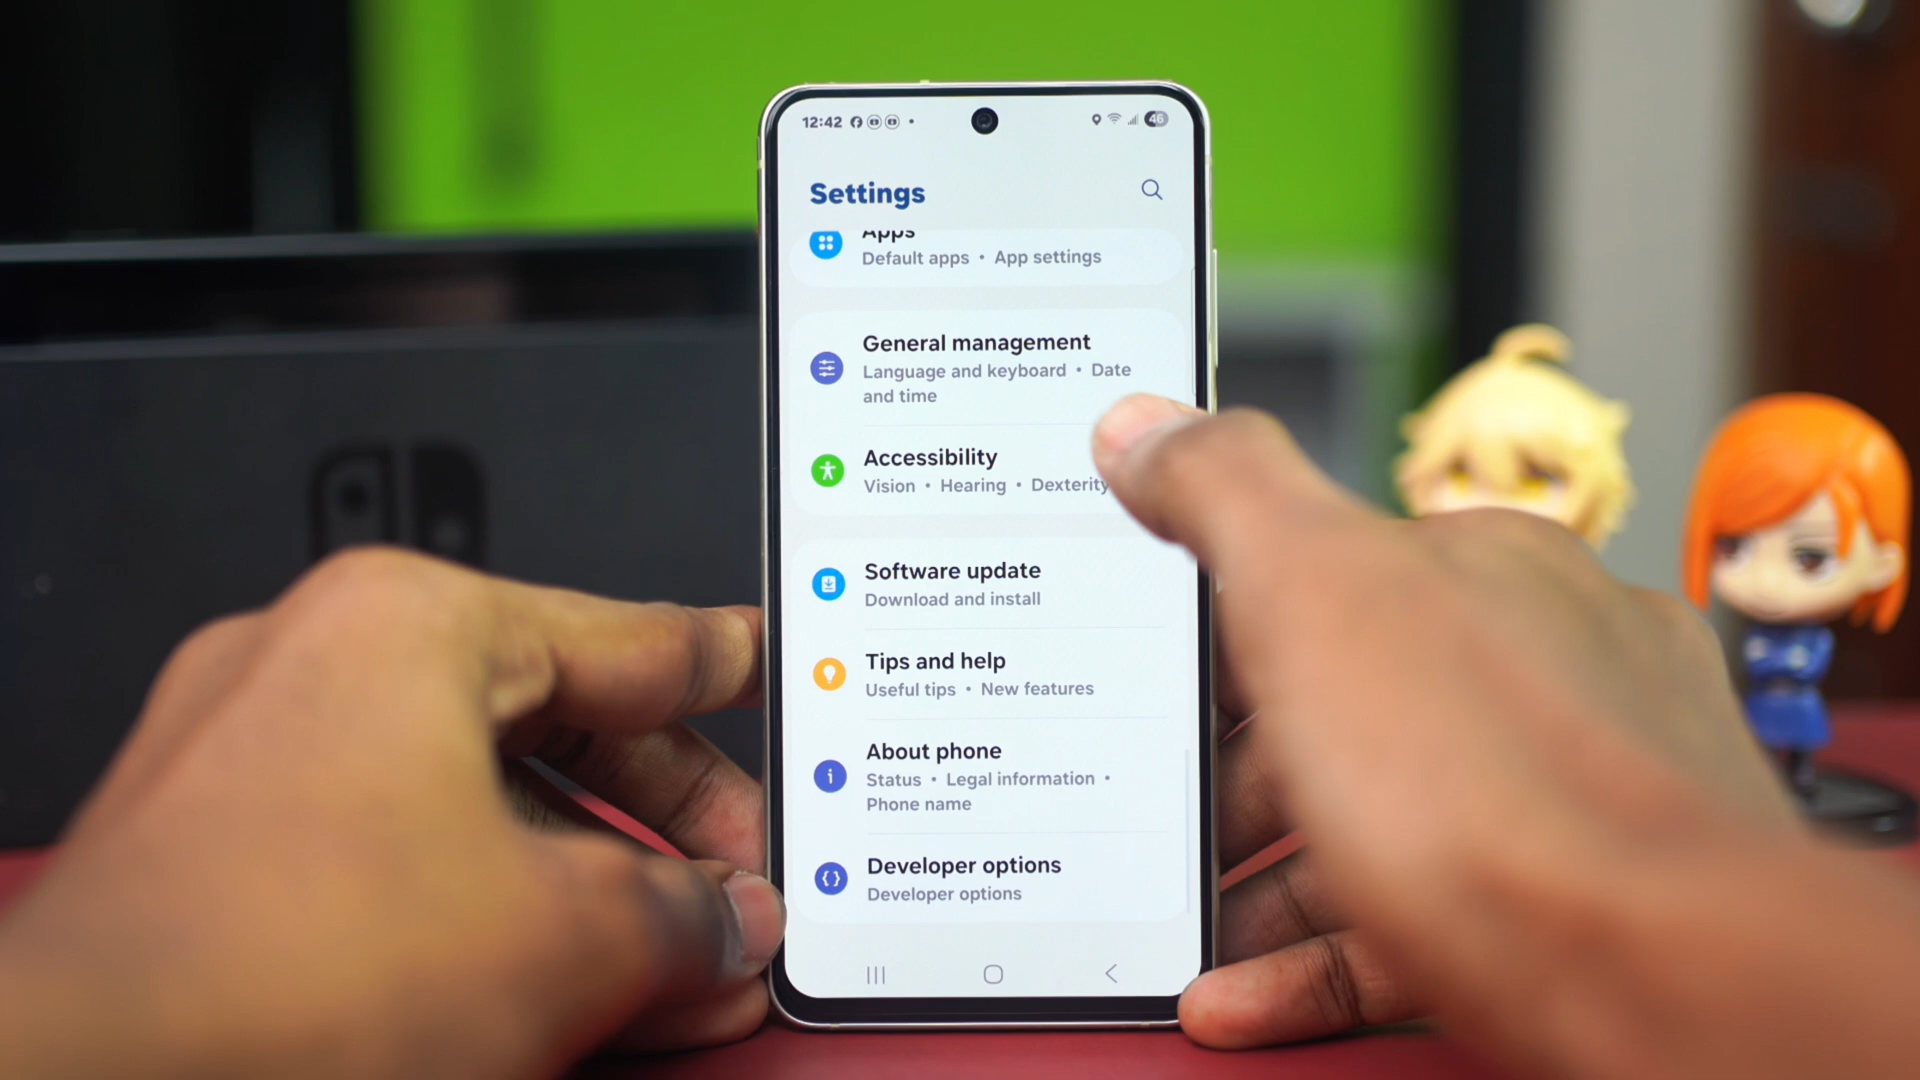 12:42
46
Settings
Apps
Default apps • App settings
General management
Language and keyboard • Date
and time
Accessibility
Vision • Hearing • Dexterity
Software update
Download and install
Tips and help
Useful tips • New features
About phone
Status • Legal information •
Phone name
Developer options
Developer options